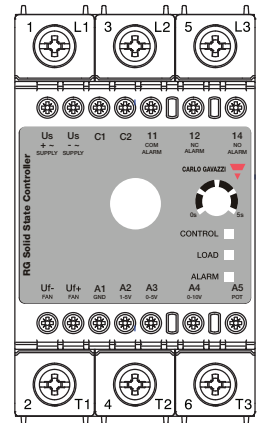 1 L1 3 L2 5 L3
Us Us C1 C2 11 12 14
+ ~ - ~ COM NC NO
SUPPLY SUPPLY ALARM ALARM ALARM
CARLO GAVAZZI
RG Solid State Controller
0s 5s
CONTROL
LOAD
ALARM
Uf- Uf+ A1 A2 A3 A4 A5
FAN FAN GND 1-5V 0-5V 0-10V POT
2 T1 4 T2 6 T3